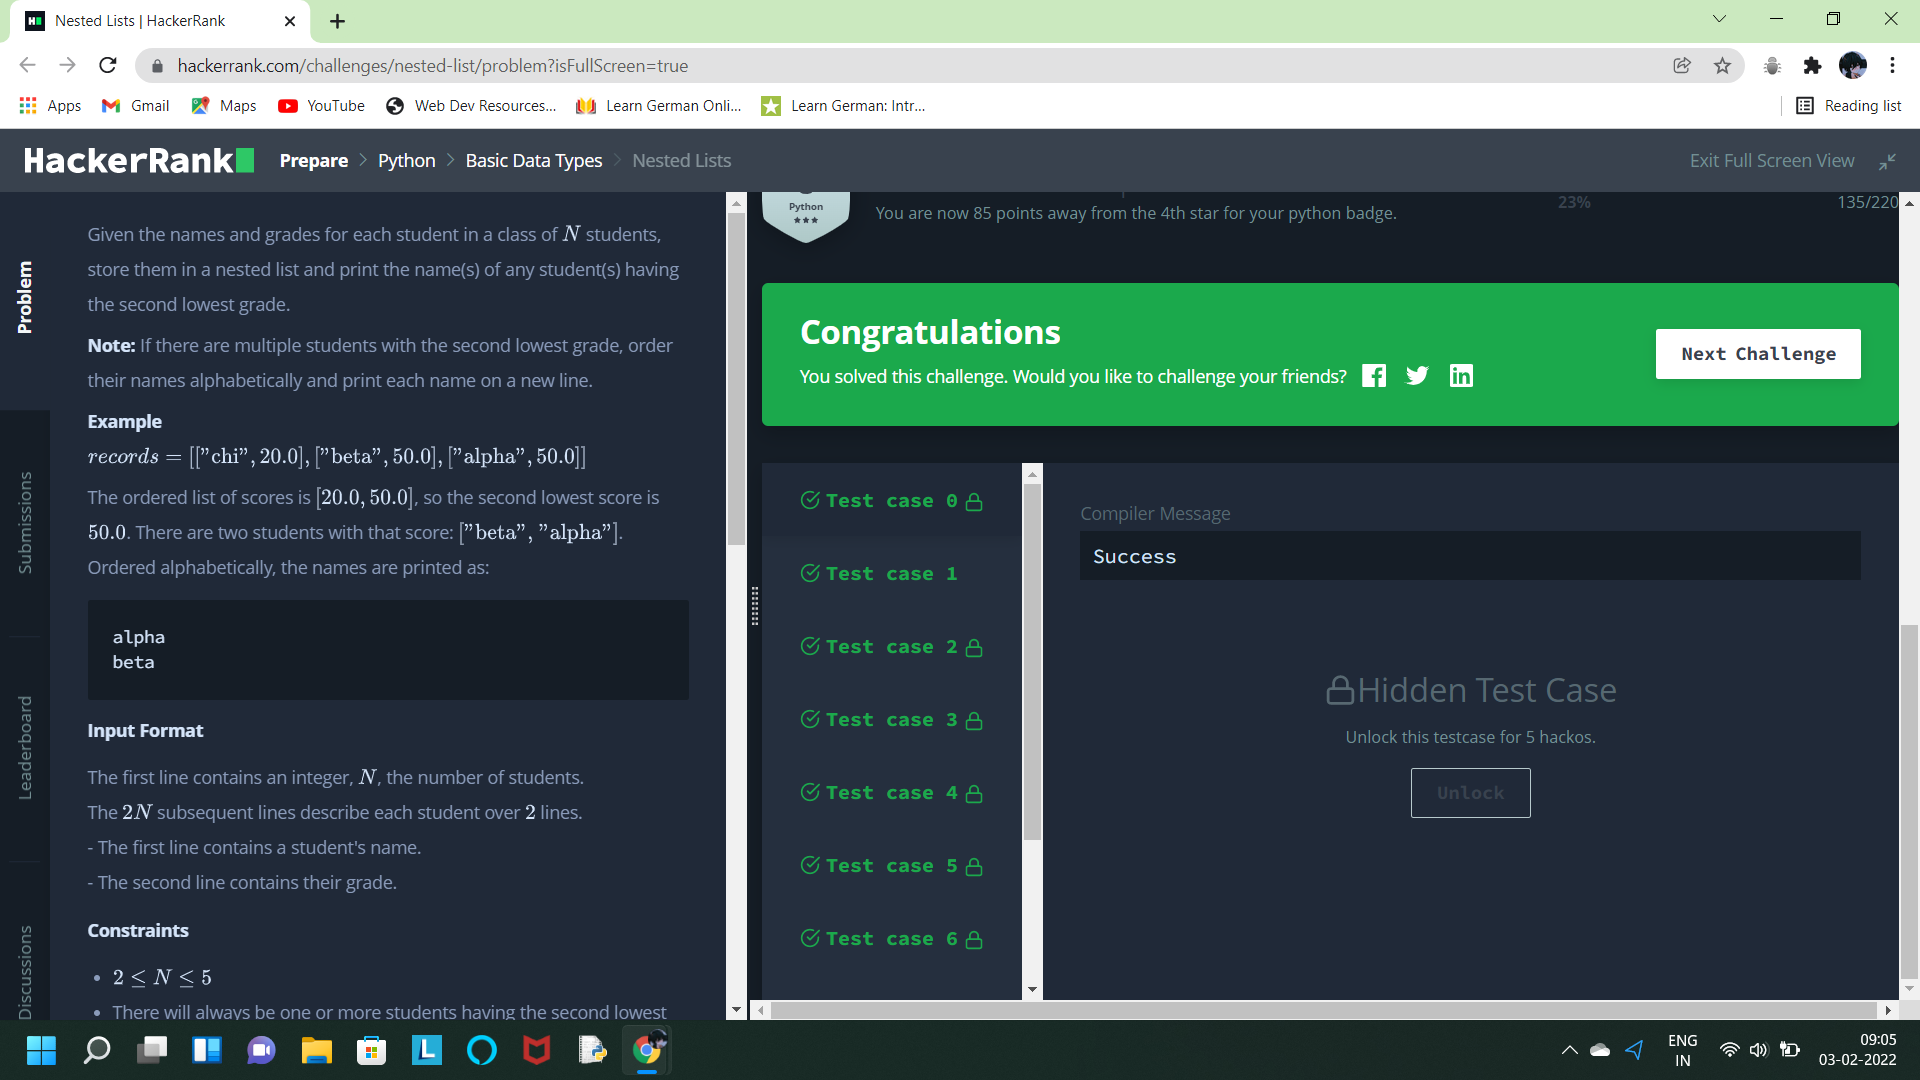 Nested Lists | HackerRank
hackerrank.com/challenges/nested-list/problem?isFullScreen=true
Apps Gmail Maps YouTube Web Dev Resources... Learn German Onli... Learn German: Intr... Reading list
HackerRank Prepare > Python > Basic Data Types > Nested Lists Exit Full Screen View
Problem
Submissions
Leaderboard
Discussions
Given the names and grades for each student in a class of N students,
store them in a nested list and print the name(s) of any student(s) having
the second lowest grade.
Note: If there are multiple students with the second lowest grade, order
their names alphabetically and print each name on a new line.
Example
records = [["chi", 20.0], ["beta", 50.0], ["alpha", 50.0]]
The ordered list of scores is [20.0, 50.0], so the second lowest score is
50.0. There are two students with that score: ["beta", "alpha"].
Ordered alphabetically, the names are printed as:
alpha
beta
Input Format
The first line contains an integer, N, the number of students.
The 2N subsequent lines describe each student over 2 lines.
- The first line contains a student's name.
- The second line contains their grade.
Constraints
• 2 ≤ N ≤ 5
• There will always be one or more students having the second lowest
Python
You are now 85 points away from the 4th star for your python badge.
23%
135/220
Congratulations
You solved this challenge. Would you like to challenge your friends?
Next Challenge
Test case 0
Test case 1
Test case 2
Test case 3
Test case 4
Test case 5
Test case 6
Compiler Message
Success
Hidden Test Case
Unlock this testcase for 5 hackos.
Unlock
ENG
IN
09:05
03-02-2022